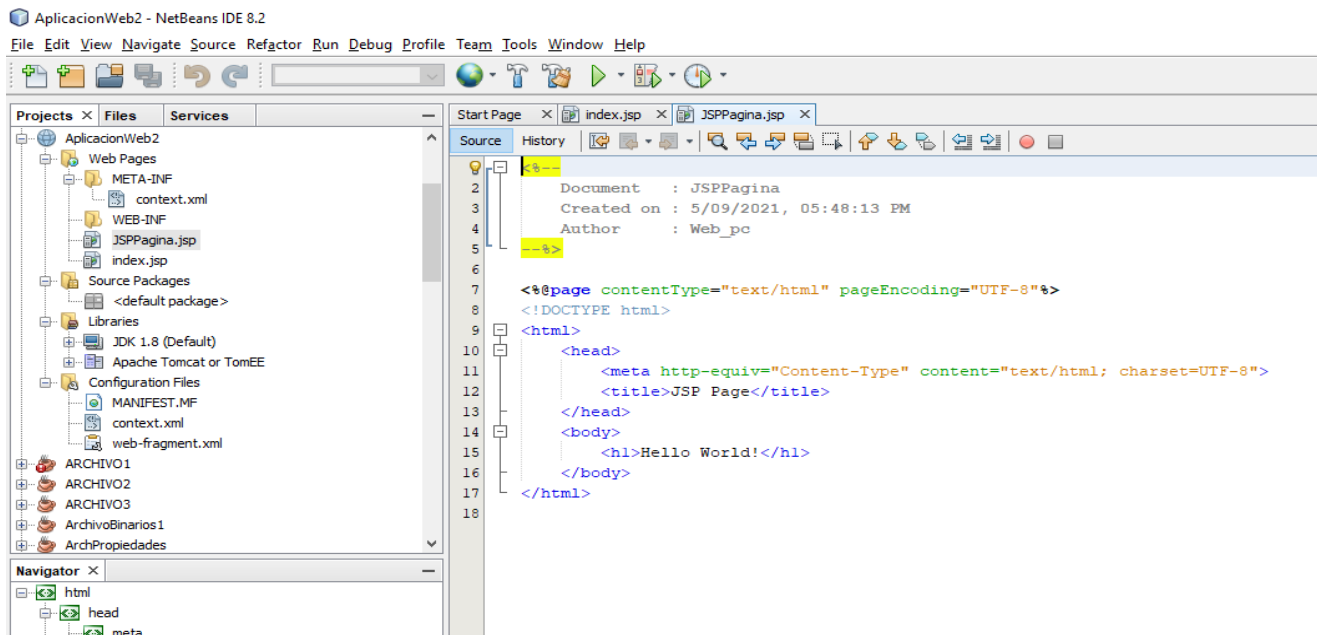 AplicacionWeb2 - NetBeans IDE 8.2
File Edit View Navigate Source Refactor Run Debug Profile Team Tools Window Help
Projects Files Services
AplicacionWeb2
Web Pages
META-INF
context.xml
WEB-INF
JSPPagina.jsp
index.jsp
Source Packages
<default package>
Libraries
JDK 1.8 (Default)
Apache Tomcat or TomEE
Configuration Files
MANIFEST.MF
context.xml
web-fragment.xml
ARCHIVO1
ARCHIVO2
ARCHIVO3
ArchivoBinarios1
ArchPropiedades
Navigator
html
head
meta
Start Page index.jsp JSPPagina.jsp
Source History
<%--
2 Document : JSPPagina
3 Created on : 5/09/2021, 05:48:13 PM
4 Author : Web_pc
5 --%>
6
7 <%@page contentType="text/html" pageEncoding="UTF-8"%>
8 <!DOCTYPE html>
9 <html>
10 <head>
11 <meta http-equiv="Content-Type" content="text/html; charset=UTF-8">
12 <title>JSP Page</title>
13 </head>
14 <body>
15 <h1>Hello World!</h1>
16 </body>
17 </html>
18